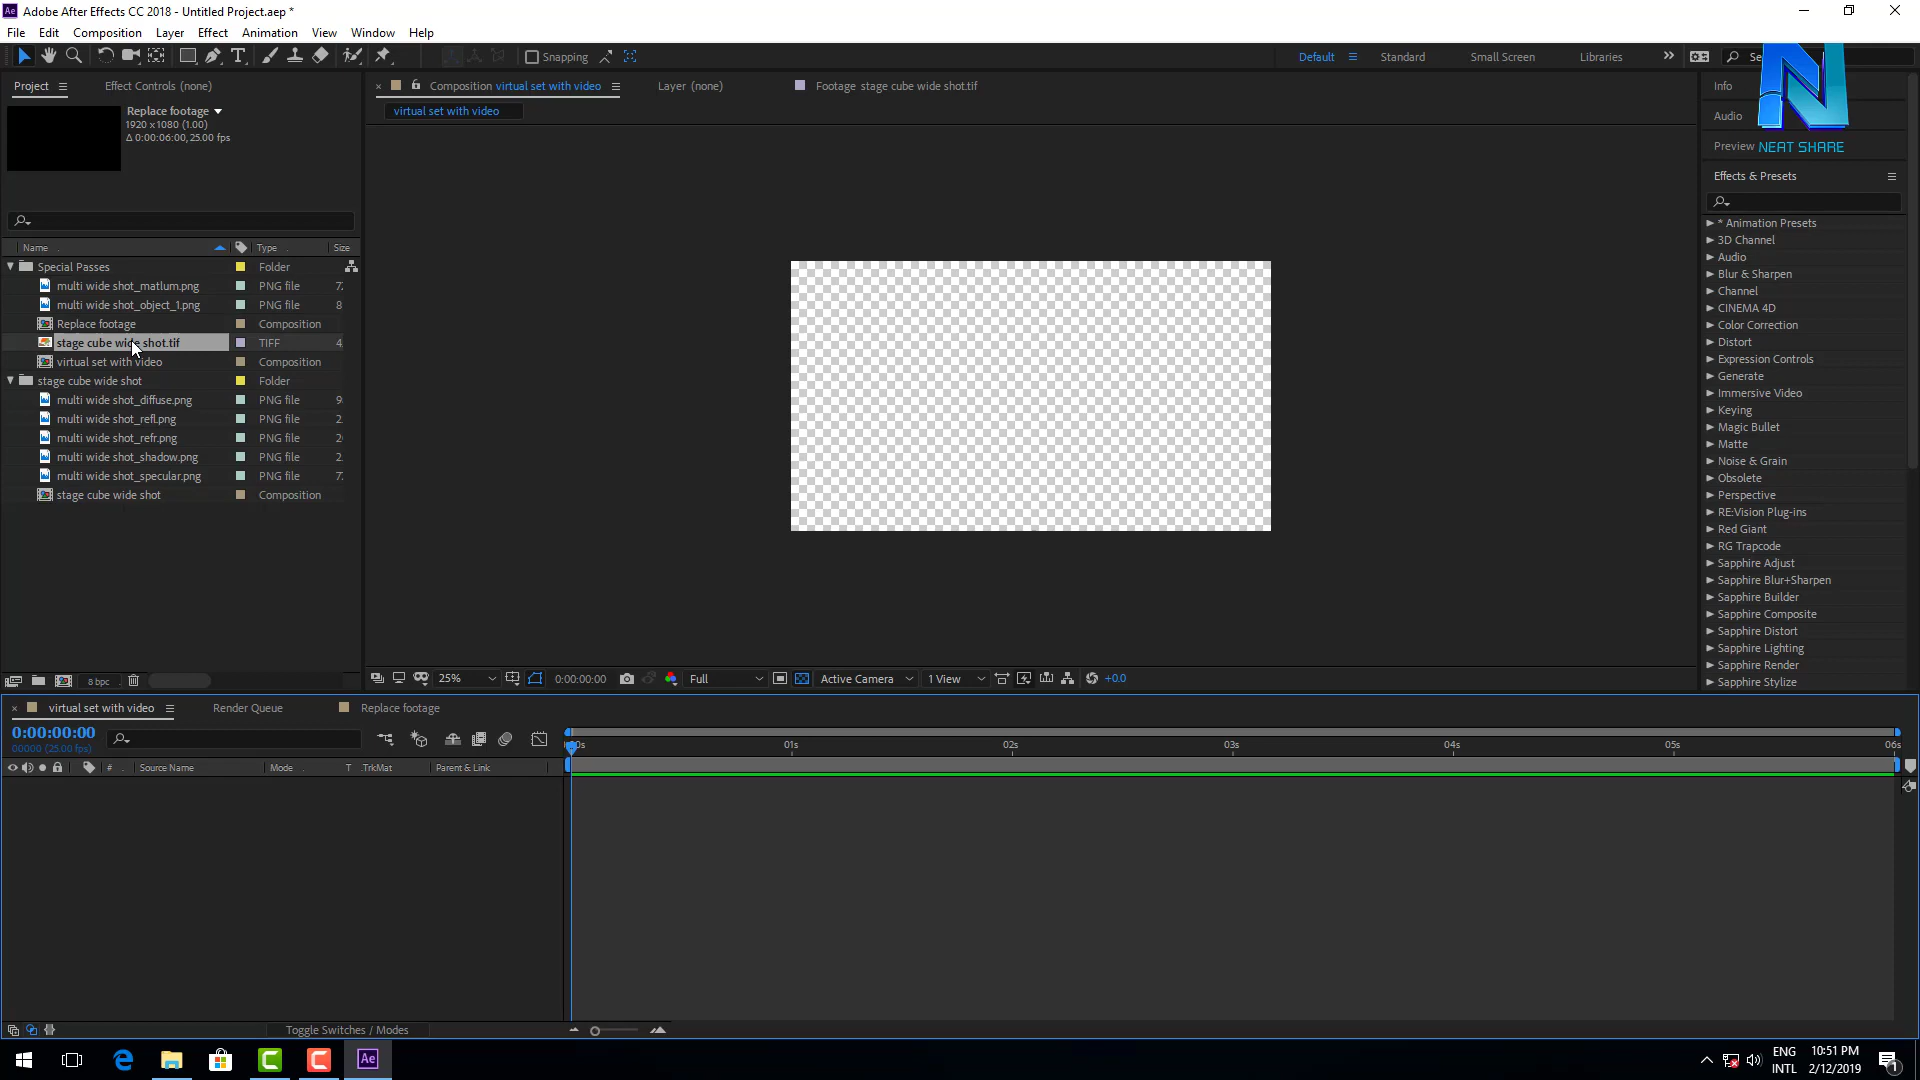 Adobe After Effects CC 2018 - Untitled Project.aep *
File Edit Composition Layer Effect Animation View Window Help
Snapping
Default Standard Small Screen Libraries
Project Effect Controls (none)
Composition virtual set with video Layer (none) Footage stage cube wide shot.tif
Info
Replace footage
1920 x1080 (1.00)
Δ 0:00:06:00, 25.00 fps
virtual set with video
Audio
Preview NEAT SHARE
Effects & Presets
Name Type Size
Special Passes Folder
multi wide shot_matlum.png PNG file
multi wide shot_object_1.png PNG file 8
Replace footage Composition
stage cube wide shot.tif TIFF 4
virtual set with video Composition
stage cube wide shot Folder
multi wide shot_diffuse.png PNG file 9
multi wide shot_refl.png PNG file 2
multi wide shot_refr.png PNG file
multi wide shot_shadow.png PNG file 2
multi wide shot_specular.png PNG file
stage cube wide shot Composition
* Animation Presets
3D Channel
Audio
Blur & Sharpen
Channel
CINEMA 4D
Color Correction
Distort
Expression Controls
Generate
Immersive Video
Keying
Magic Bullet
Matte
Noise & Grain
Obsolete
Perspective
RE:Vision Plug-ins
Red Giant
RG Trapcode
Sapphire Adjust
Sapphire Blur+Sharpen
Sapphire Builder
Sapphire Composite
Sapphire Distort
Sapphire Lighting
Sapphire Render
Sapphire Stylize
8 bpc
25% 0:00:00:00 Full Active Camera 1 View +0.0
virtual set with video Render Queue Replace footage
0:00:00:00
00000 (25.00 fps)
01s 02s 03s 04s 05s 06s
# Source Name Mode T .TrkMat Parent & Link
Toggle Switches / Modes
Ae
ENG
INTL
10:51 PM
2/12/2019
1